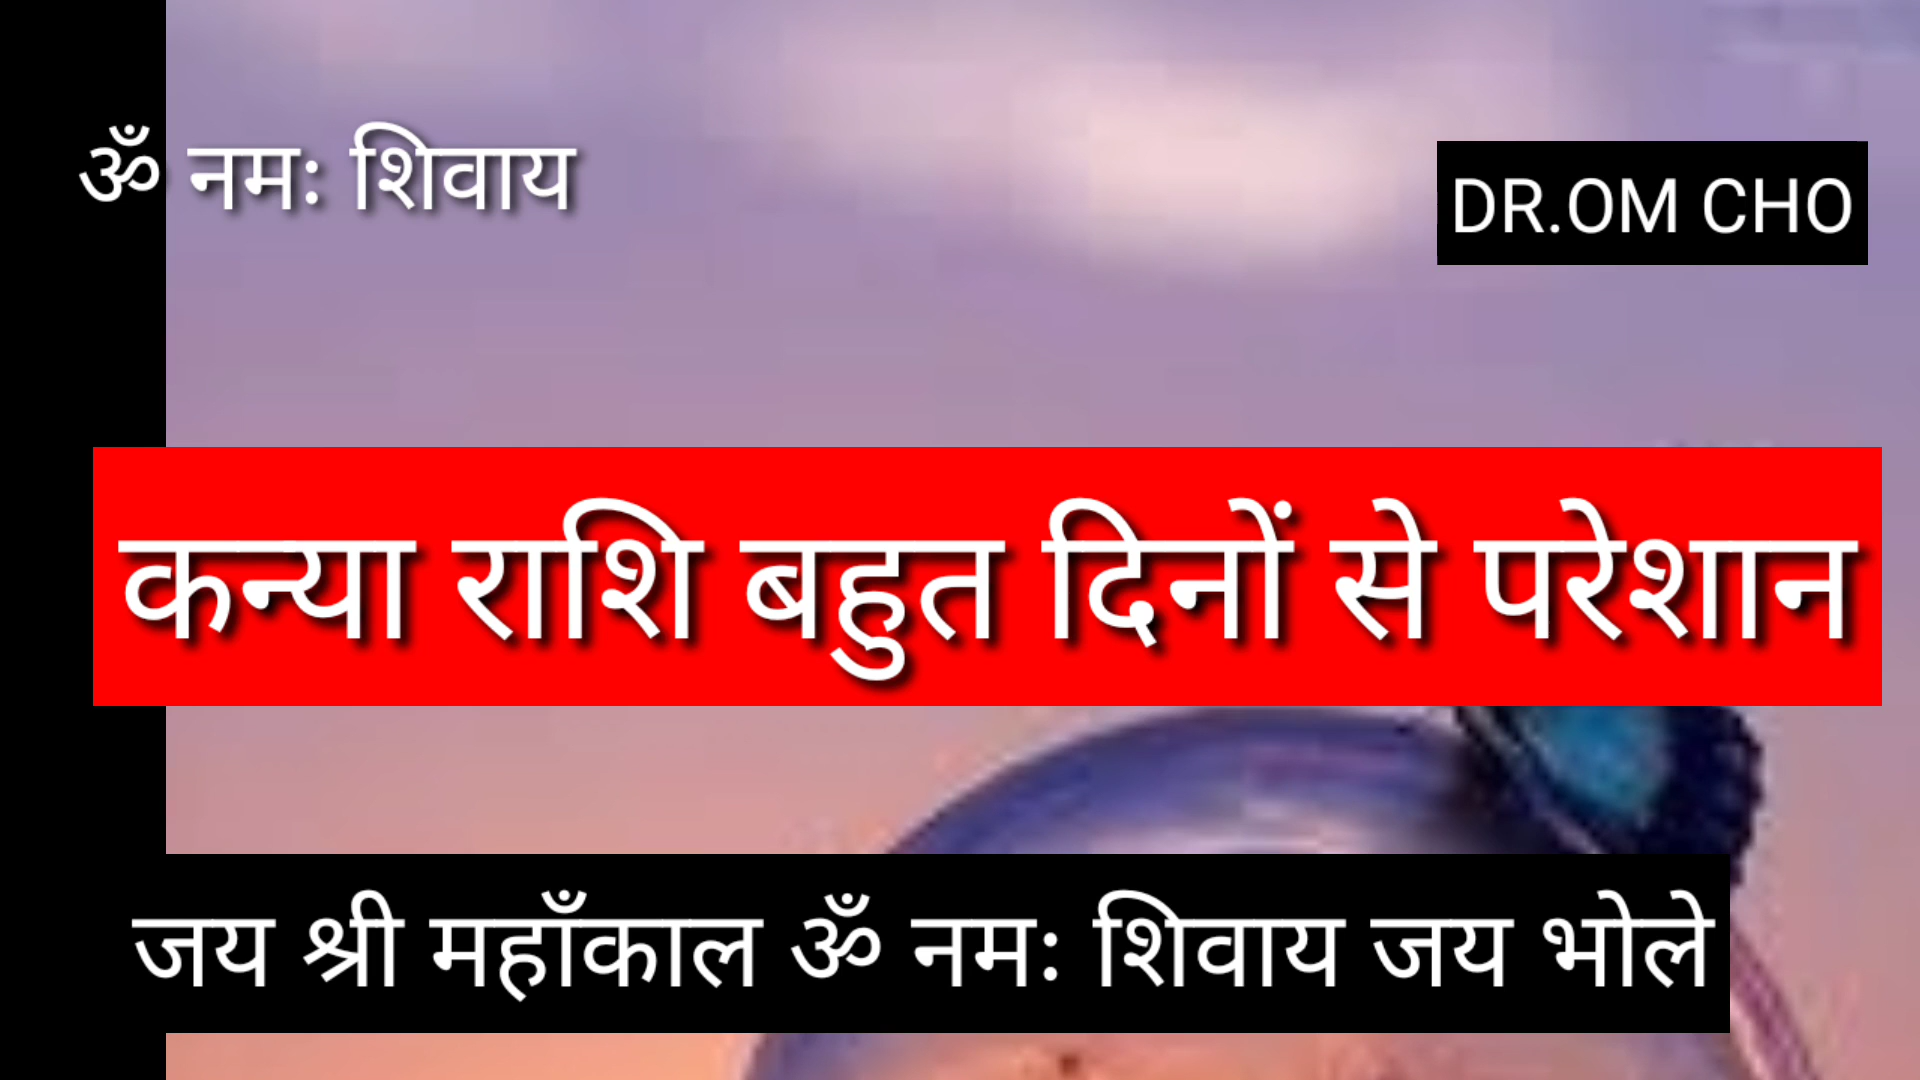 ॐ नमः शिवाय
DR.OM CHO
कन्या राशि बहुत दिनों से परेशान
जय श्री महाँकाल ॐ नमः शिवाय जय भोले